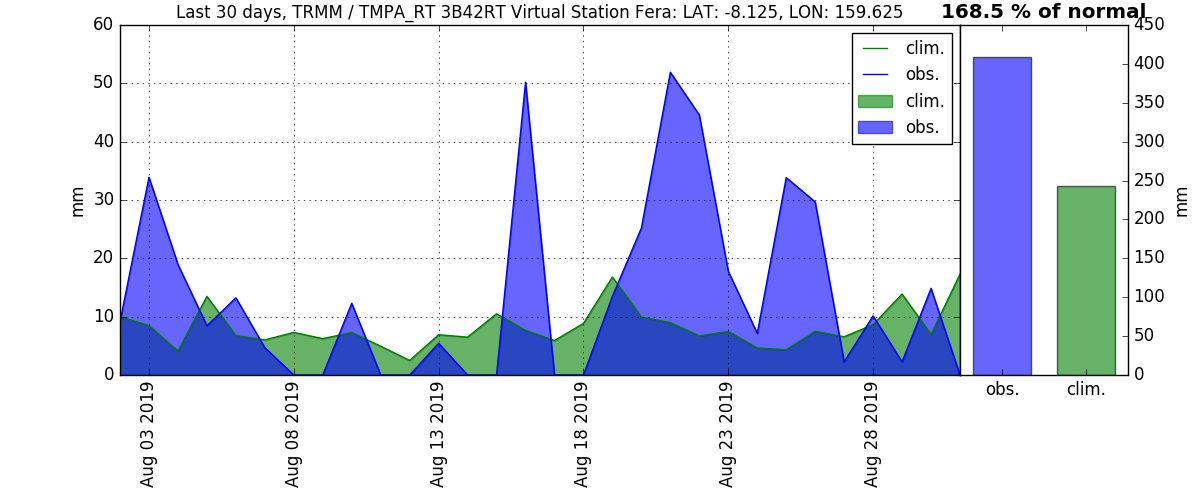 Last 30 days, TRMM / TMPA_RT 3B42RT Virtual Station Fera: LAT: -8.125, LON: 159.625
168.5 % of normal
60
50
40
30
20
10
0
mm
clim.
obs.
clim.
obs.
Aug 03 2019
Aug 08 2019
Aug 13 2019
Aug 18 2019
Aug 23 2019
Aug 28 2019
450
400
350
300
250
200
150
100
50
0
mm
obs.
clim.